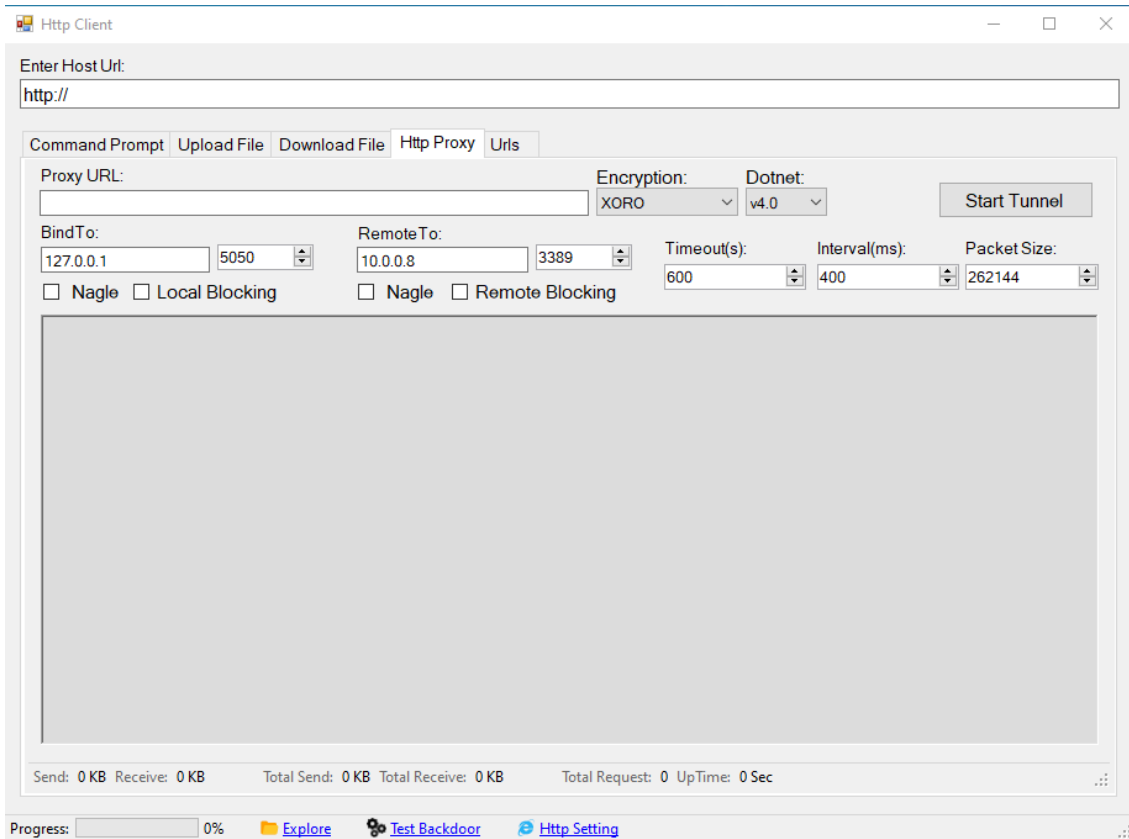 Http Client
Enter Host Url:
http://
Command Prompt Upload File Download File Http Proxy Urls
Proxy URL: Encryption: Dotnet:
XORO v4.0 Start Tunnel
BindTo: RemoteTo: Timeout(s): Interval(ms): Packet Size:
127.0.0.1 5050 10.0.0.8 3389 600 400 262144
Nagle Local Blocking Nagle Remote Blocking
Send: 0 KB Receive: 0 KB Total Send: 0 KB Total Receive: 0 KB Total Request: 0 UpTime: 0 Sec
Progress: 0% Explore Test Backdoor Http Setting